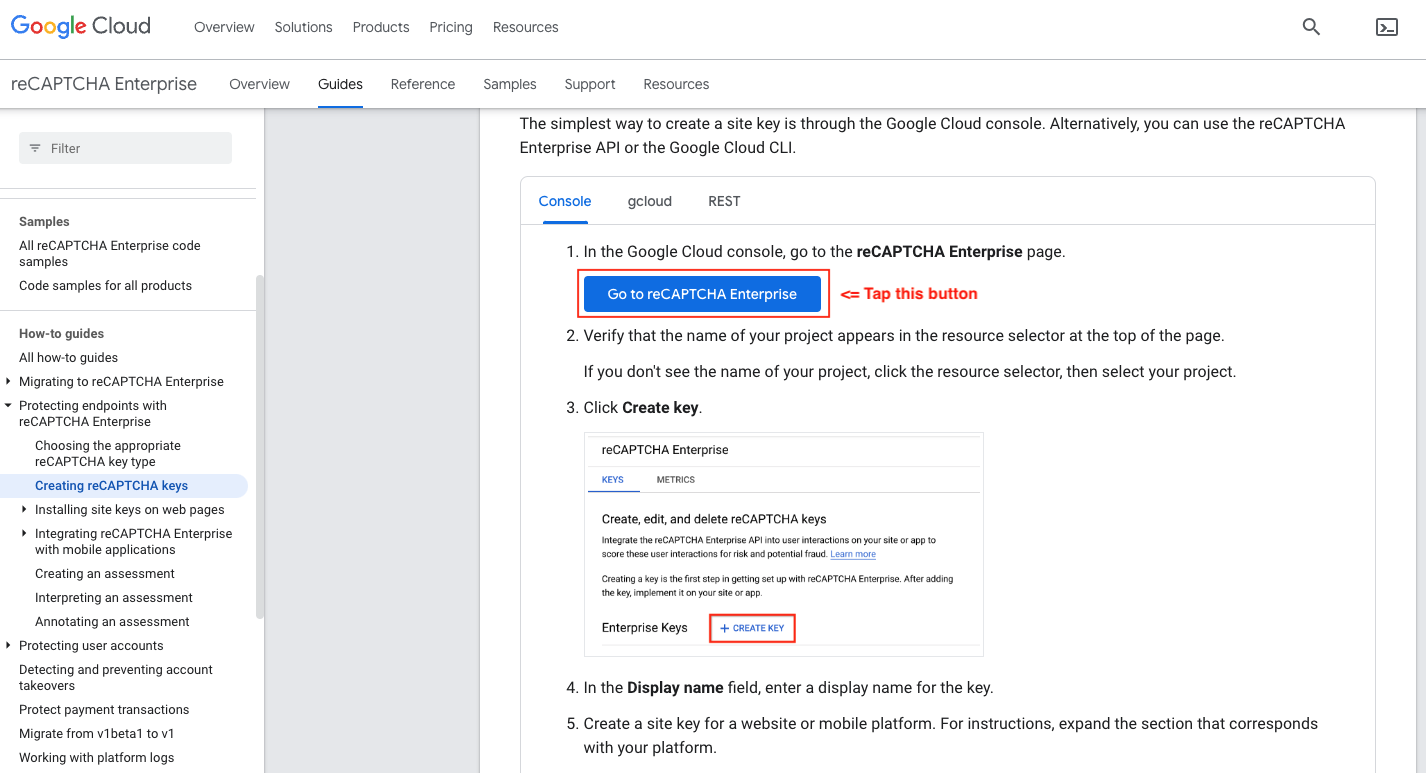 Google Cloud
Overview Solutions Products Pricing Resources
reCAPTCHA Enterprise Overview Guides Reference Samples Support Resources
Filter
Samples
All reCAPTCHA Enterprise code
samples
Code samples for all products
How-to guides
All how-to guides
Migrating to reCAPTCHA Enterprise
Protecting endpoints with
reCAPTCHA Enterprise
Choosing the appropriate
reCAPTCHA key type
Creating reCAPTCHA keys
Installing site keys on web pages
Integrating reCAPTCHA Enterprise
with mobile applications
Creating an assessment
Interpreting an assessment
Annotating an assessment
Protecting user accounts
Detecting and preventing account
takeovers
Protect payment transactions
Migrate from v1beta1 to v1
Working with platform logs
The simplest way to create a site key is through the Google Cloud console. Alternatively, you can use the reCAPTCHA
Enterprise API or the Google Cloud CLI.
Console gcloud REST
1. In the Google Cloud console, go to the reCAPTCHA Enterprise page.
Go to reCAPTCHA Enterprise <= Tap this button
2. Verify that the name of your project appears in the resource selector at the top of the page.
If you don't see the name of your project, click the resource selector, then select your project.
3. Click Create key.
reCAPTCHA Enterprise
KEYS METRICS
Create, edit, and delete reCAPTCHA keys
Integrate the reCAPTCHA Enterprise API into user interactions on your site or app to
score these user interactions for risk and potential fraud. Learn more
Creating a key is the first step in getting set up with reCAPTCHA Enterprise. After adding
the key, implement it on your site or app.
Enterprise Keys + CREATE KEY
4. In the Display name field, enter a display name for the key.
5. Create a site key for a website or mobile platform. For instructions, expand the section that corresponds
with your platform.